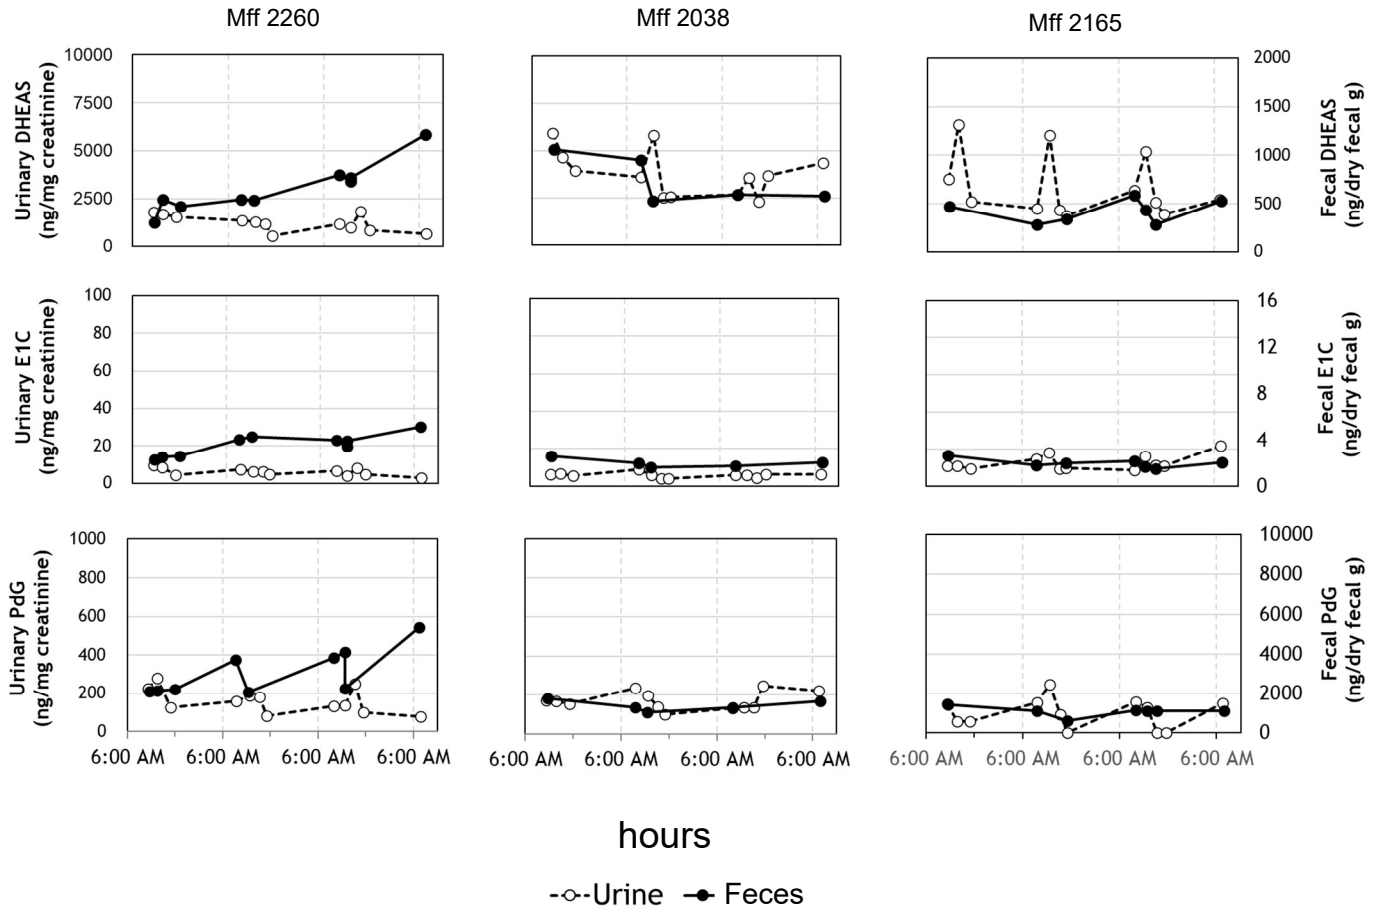 Mff 2260
Mff 2038
Mff 2165
Urinary DHEAS
(ng/mg creatinine)
10000
7500
5000
2500
0
2000
1500
1000
500
0
Fecal DHEAS
(ng/dry fecal g)
Urinary E1C
(ng/mg creatinine)
100
80
60
40
20
0
16
12
8
4
0
Fecal E1C
(ng/dry fecal g)
Urinary PdG
(ng/mg creatinine)
1000
800
600
400
200
0
10000
8000
6000
4000
2000
0
Fecal PdG
(ng/dry fecal g)
6:00 AM 6:00 AM 6:00 AM 6:00 AM
6:00 AM 6:00 AM 6:00 AM 6:00 AM
6:00 AM 6:00 AM 6:00 AM 6:00 AM
hours
Urine Feces